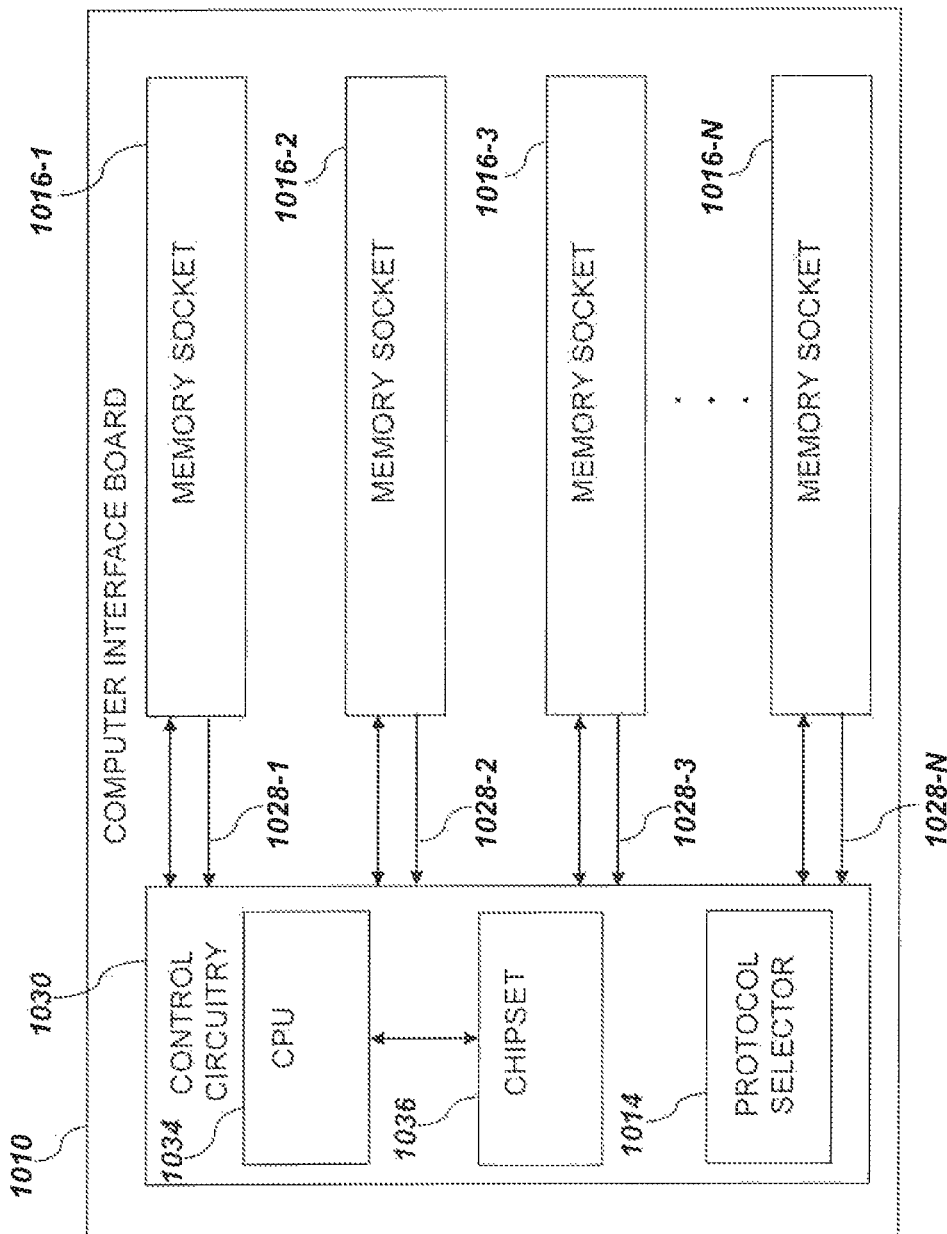 1010
1030
COMPUTER INTERFACE BOARD
1016-1
CONTROL
CIRCUITRY
1034
CPU
1028-1
MEMORY SOCKET
1016-2
1028-2
MEMORY SOCKET
1036
CHIPSET
1016-3
1028-3
MEMORY SOCKET
1014
PROTOCOL
SELECTOR
1016-N
1028-N
MEMORY SOCKET